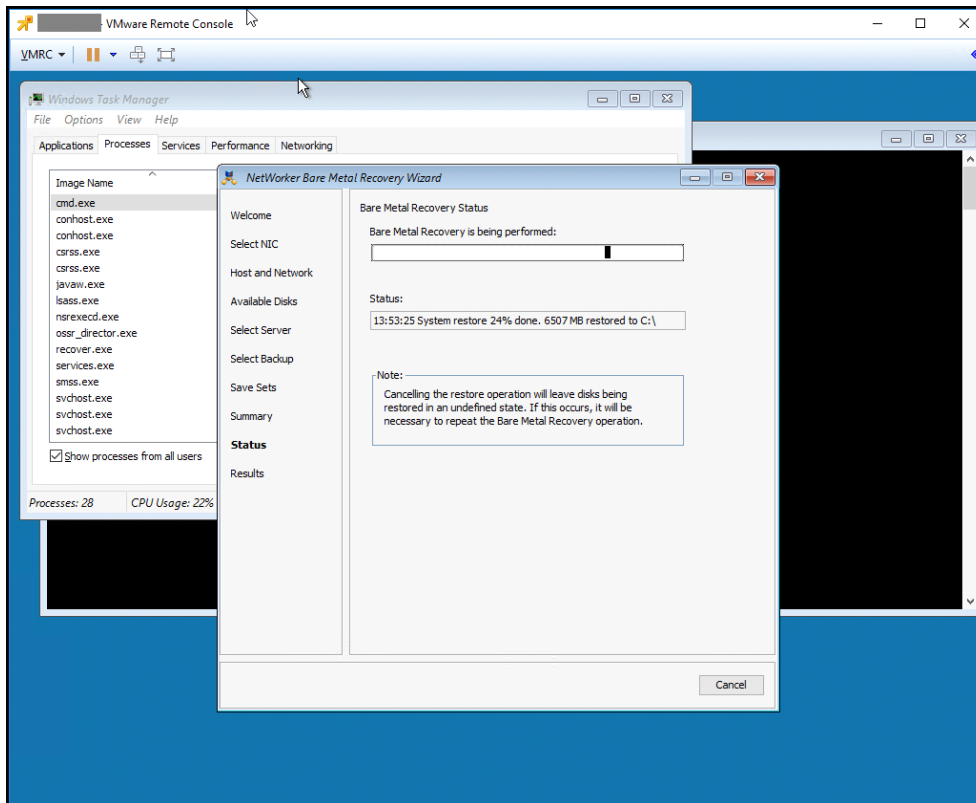 VMware Remote Console
VMRC
Windows Task Manager
File Options View Help
Applications Processes Services Performance Networking
Image Name
cmd.exe
conhost.exe
conhost.exe
csrss.exe
csrss.exe
javaw.exe
lsass.exe
nsrexecd.exe
ossr_director.exe
recover.exe
services.exe
smss.exe
svchost.exe
svchost.exe
svchost.exe
Show processes from all users
Processes: 28 CPU Usage: 22%
NetWorker Bare Metal Recovery Wizard
Welcome
Select NIC
Host and Network
Available Disks
Select Server
Select Backup
Save Sets
Summary
Status
Results
Bare Metal Recovery Status
Bare Metal Recovery is being performed:
Status:
13:53:25 System restore 24% done. 6507 MB restored to C:\
Note:
Cancelling the restore operation will leave disks being
restored in an undefined state. If this occurs, it will be
necessary to repeat the Bare Metal Recovery operation.
Cancel